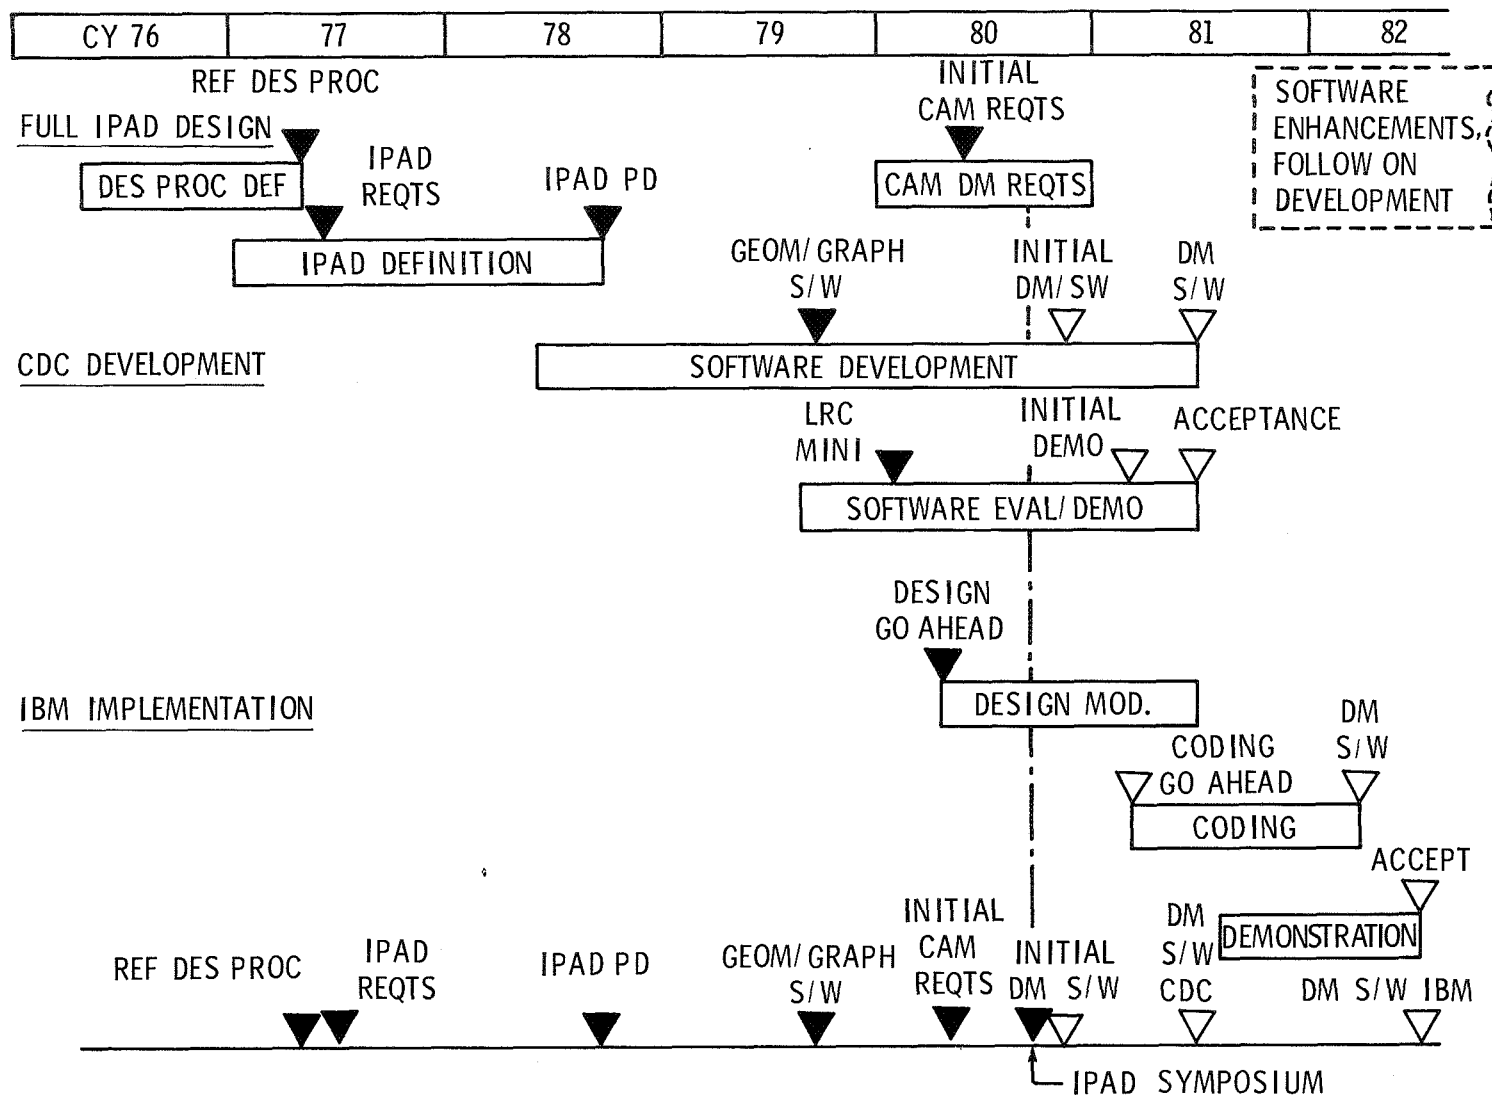 CY 76 77 78 79 80 81 82
REF DES PROC
INITIAL
CAM REQTS
SOFTWARE
ENHANCEMENTS,
FOLLOW ON
DEVELOPMENT
FULL IPAD DESIGN
DES PROC DEF
IPAD
REQTS
IPAD PD
CAM DM REQTS
IPAD DEFINITION
GEOM/GRAPH
S/W
INITIAL
DM/SW
DM
S/W
CDC DEVELOPMENT
SOFTWARE DEVELOPMENT
LRC
MINI
INITIAL
DEMO
ACCEPTANCE
SOFTWARE EVAL/DEMO
DESIGN
GO AHEAD
IBM IMPLEMENTATION
DESIGN MOD.
DM
S/W
CODING
GO AHEAD
CODING
ACCEPT
DEMONSTRATION
REF DES PROC
IPAD
REQTS
IPAD PD
GEOM/GRAPH
S/W
INITIAL
CAM
REQTS
INITIAL
DM S/W
DM
S/W
CDC
DM S/W IBM
IPAD SYMPOSIUM